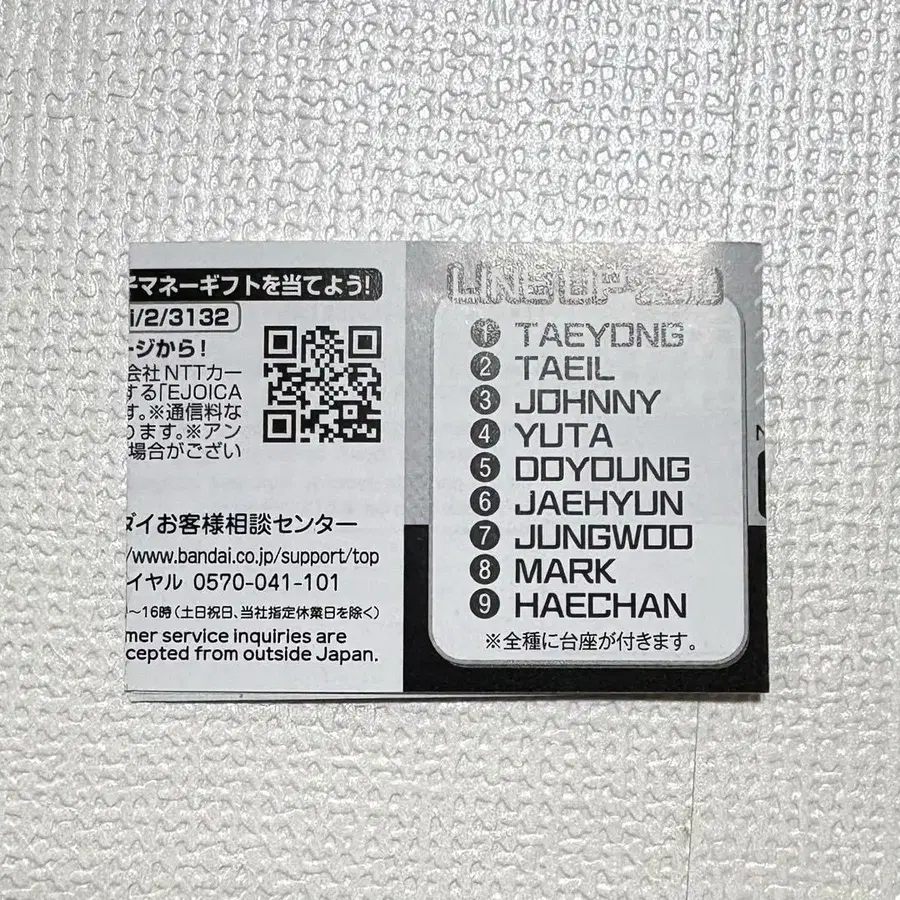 子マネーギフトを当てよう!
i/2/3132
ージから!
会社NTTカー
する「EJOICA
す。※通信料な
ります。※アン
場合がござい
ダイお客様相談センター
/www.bandai.co.jp/support/top
イヤル 0570-041-101
~16時(土日祝日、当社指定休業日を除く)
mer service inquiries are
cepted from outside Japan.
LINEUP
TAEYONG
2 TAEIL
3 JOHNNY
4 YUTA
5 DOYOUNG
6 JAEHYUN
7 JUNGWOO
8 MARK
9 HAECHAN
※全種に台座が付きます。